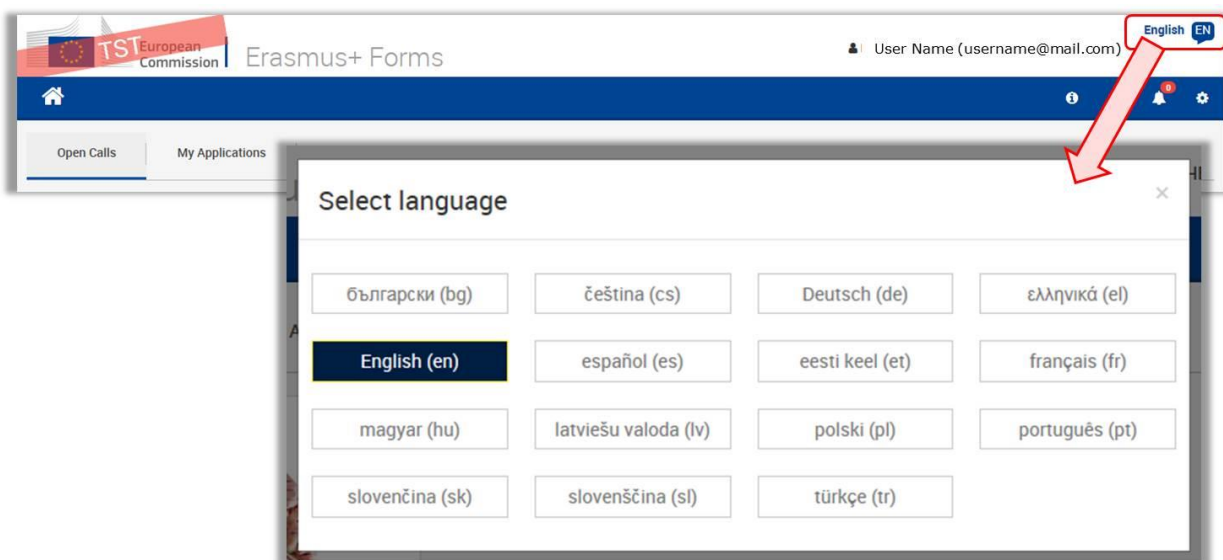 English EN
TST
European
Commission
Erasmus+ Forms
User Name (username@mail.com)
0
Open Calls
My Applications
HI
Select language
×
български (bg)
čeština (cs)
Deutsch (de)
ελληνικά (el)
English (en)
español (es)
eesti keel (et)
français (fr)
magyar (hu)
latviešu valoda (lv)
polski (pl)
português (pt)
slovenčina (sk)
slovenščina (sl)
türkçe (tr)